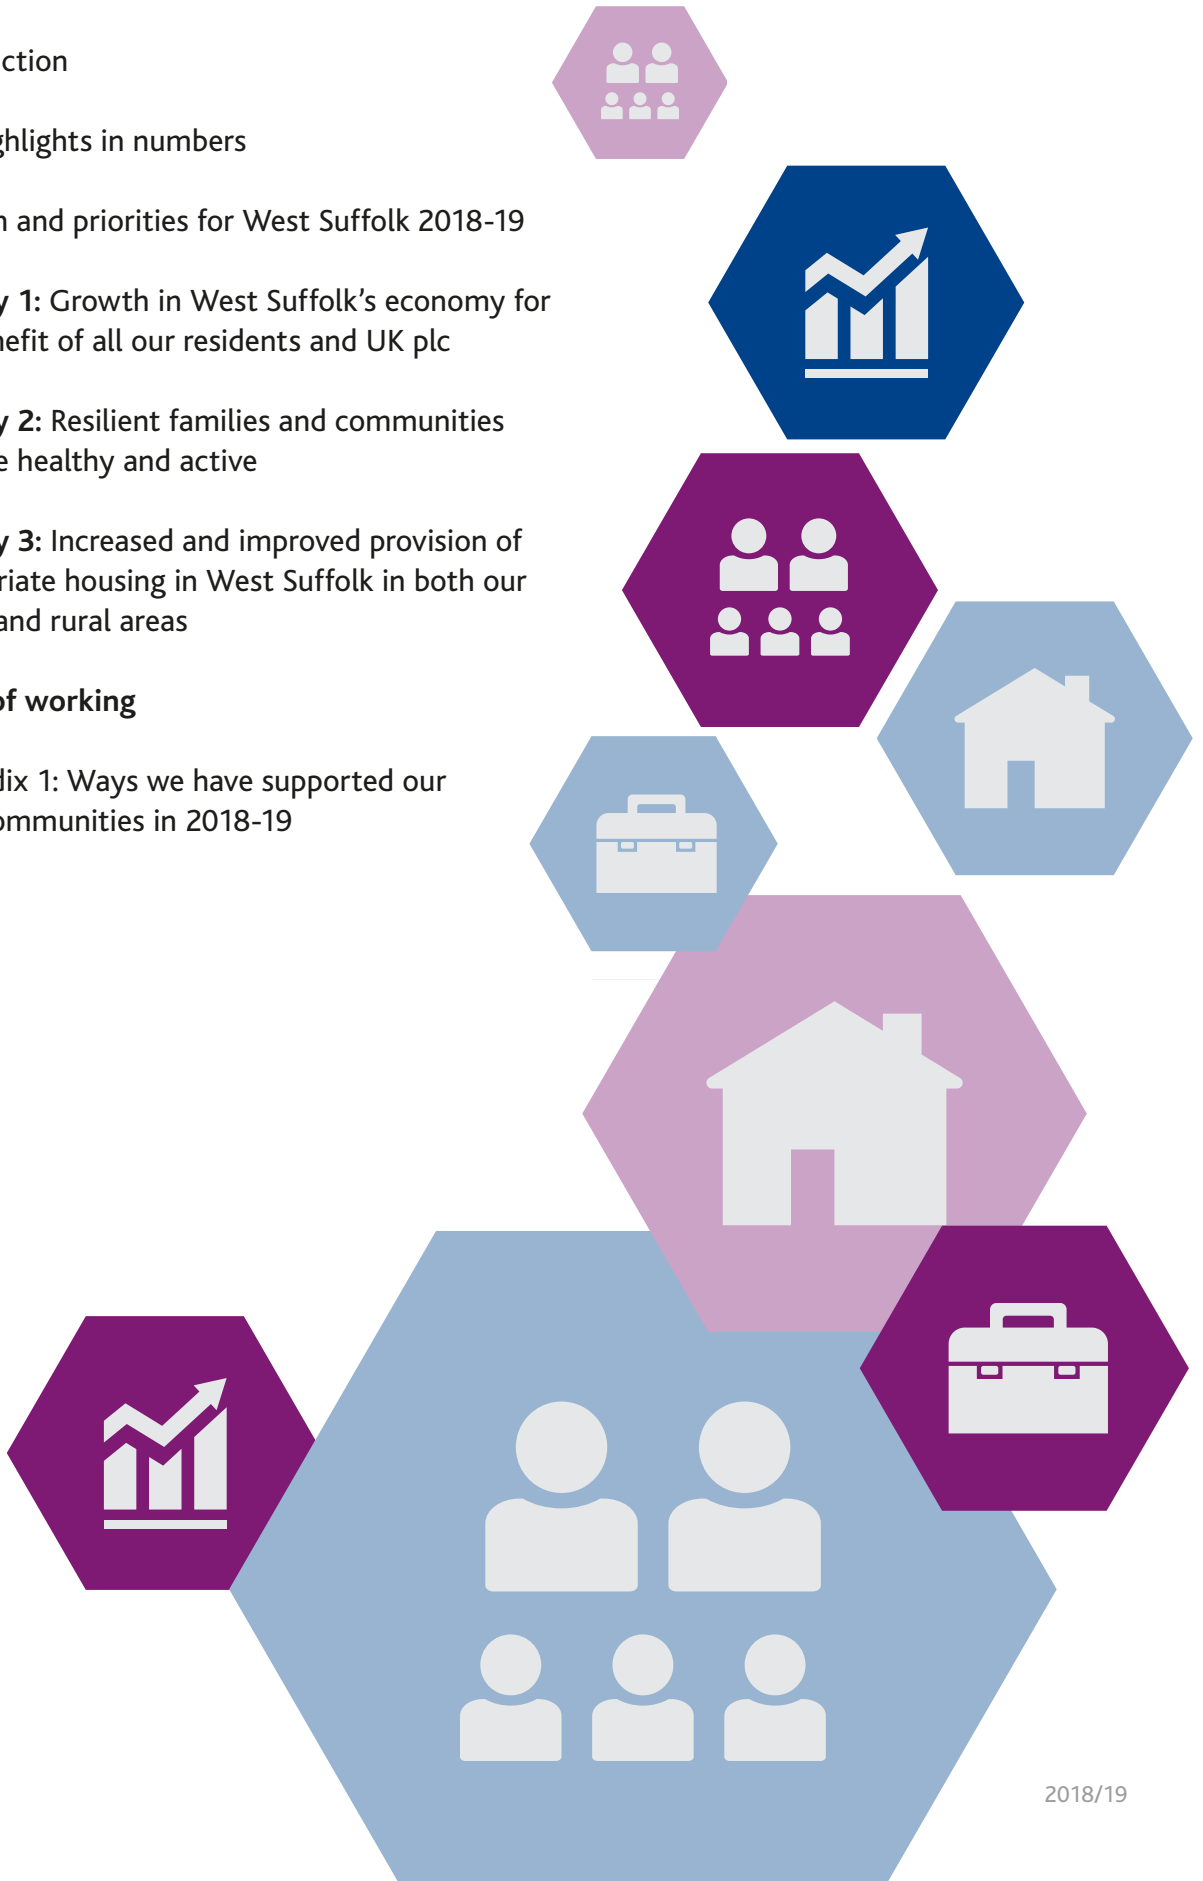 ction
ghlights in numbers
n and priorities for West Suffolk 2018-19
y 1: Growth in West Suffolk’s economy for
nefit of all our residents and UK plc
y 2: Resilient families and communities
e healthy and active
y 3: Increased and improved provision of
riate housing in West Suffolk in both our
and rural areas
of working
dix 1: Ways we have supported our
ommunities in 2018-19
2018/19